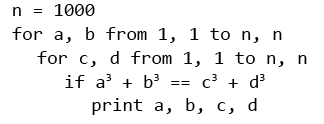 n = 1000
for a, b from 1, 1 to n, n
for c, d from 1, 1 to n, n
if a³ + b³ == c³ + d³
print a, b, c, d